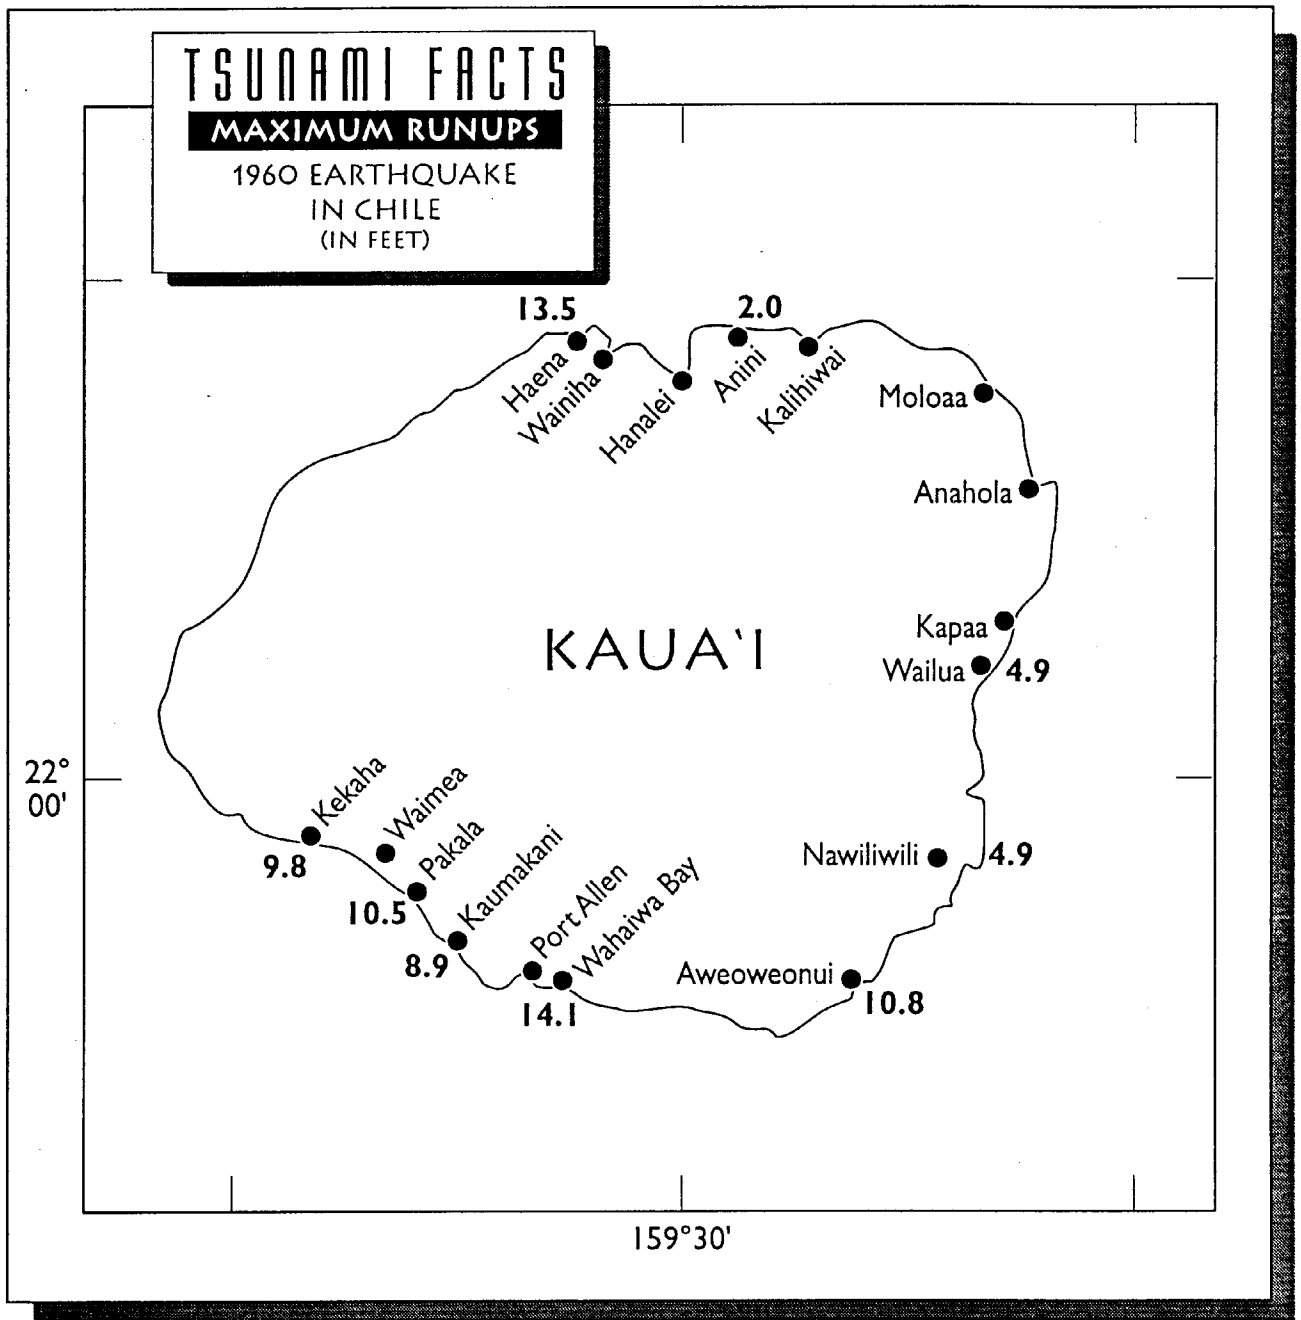 TSUNAMI FACTS
MAXIMUM RUNUPS
1960 EARTHQUAKE
IN CHILE
(IN FEET)
13.5
2.0
Haena
Wainiha
Hanalei
Anini
Kalihiwai
Moloaa
Anahola
KAUA'I
Kapaa
Wailua
4.9
22°
00'
Kekaha
9.8
Waimea
Pakala
10.5
Kaumakani
8.9
Port Allen
Wahaiwa Bay
14.1
Nawiliwili
4.9
Aweoweonui
10.8
159°30'